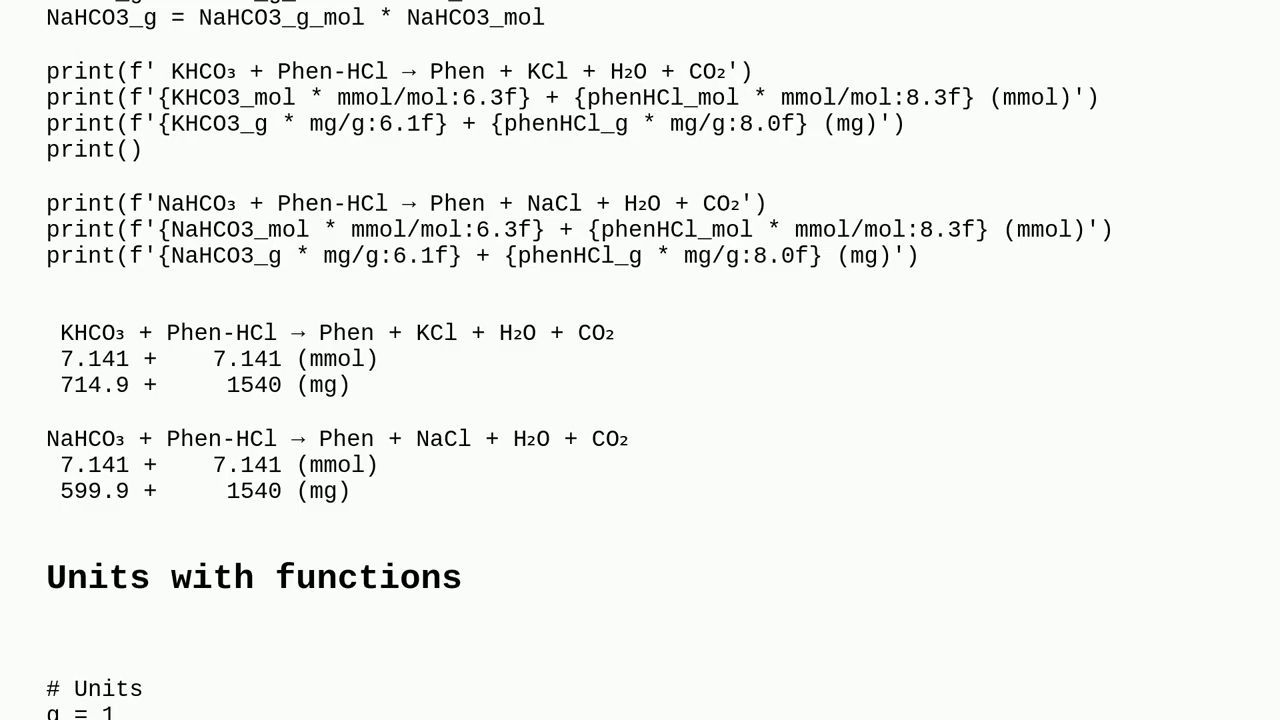 NaHCO3_g = NaHCO3_g_mol * NaHCO3_mol
print(f' KHCO₃ + Phen-HCl → Phen + KCl + H₂O + CO₂')
print(f'{KHCO3_mol * mmol/mol:6.3f} + {phenHCl_mol * mmol/mol:8.3f} (mmol)')
print(f'{KHCO3_g * mg/g:6.1f} + {phenHCl_g * mg/g:8.0f} (mg)')
print()
print(f'NaHCO₃ + Phen-HCl → Phen + NaCl + H₂O + CO₂')
print(f'{NaHCO3_mol * mmol/mol:6.3f} + {phenHCl_mol * mmol/mol:8.3f} (mmol)')
print(f'{NaHCO3_g * mg/g:6.1f} + {phenHCl_g * mg/g:8.0f} (mg)')
KHCO₃ + Phen-HCl → Phen + KCl + H₂O + CO₂
7.141 +    7.141 (mmol)
714.9 +     1540 (mg)
NaHCO₃ + Phen-HCl → Phen + NaCl + H₂O + CO₂
7.141 +    7.141 (mmol)
599.9 +     1540 (mg)
Units with functions
# Units
g = 1